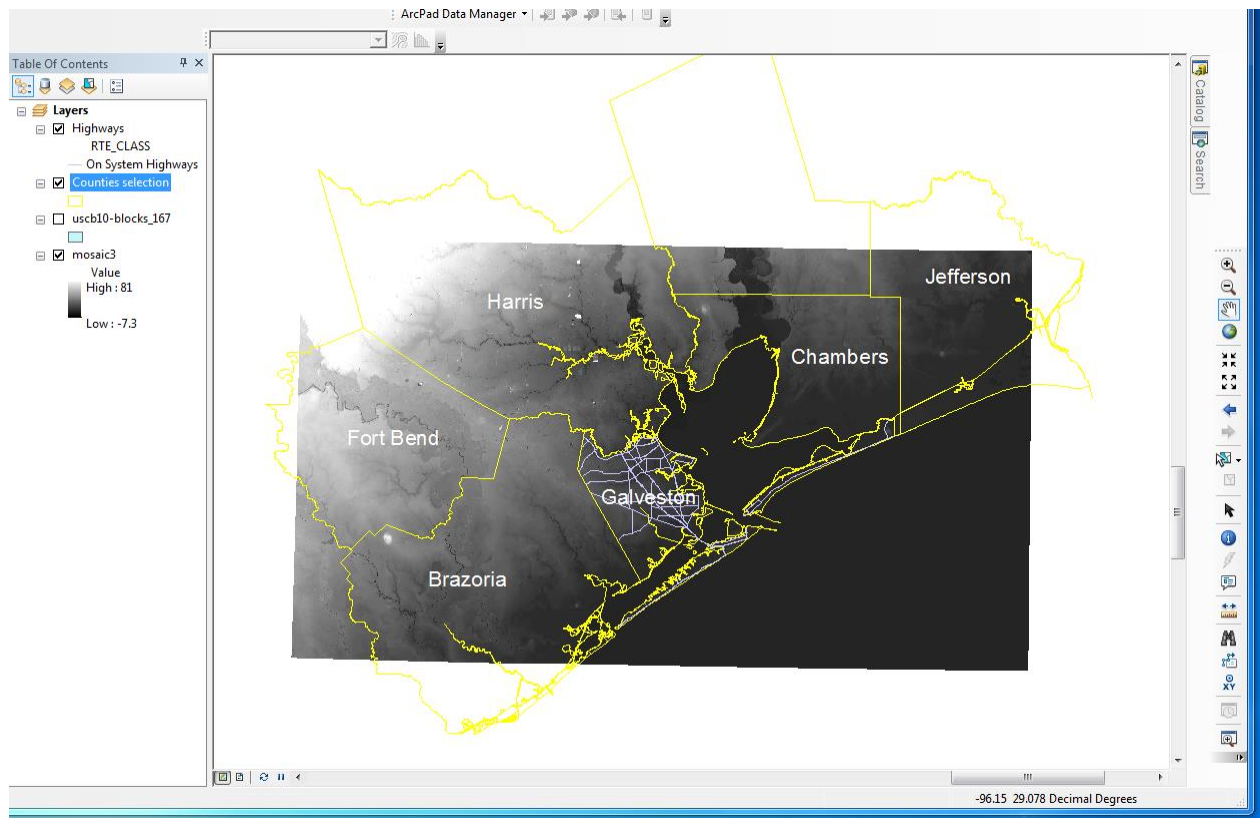 ArcPad Data Manager
Table Of Contents
Layers
Highways
RTE_CLASS
On System Highways
Counties selection
uscb10-blocks_167
mosaic3
Value
High : 81
Low : -7.3
Harris
Jefferson
Chambers
Fort Bend
Galveston
Brazoria
Catalog
Search
XY
-96.15 29.078 Decimal Degrees